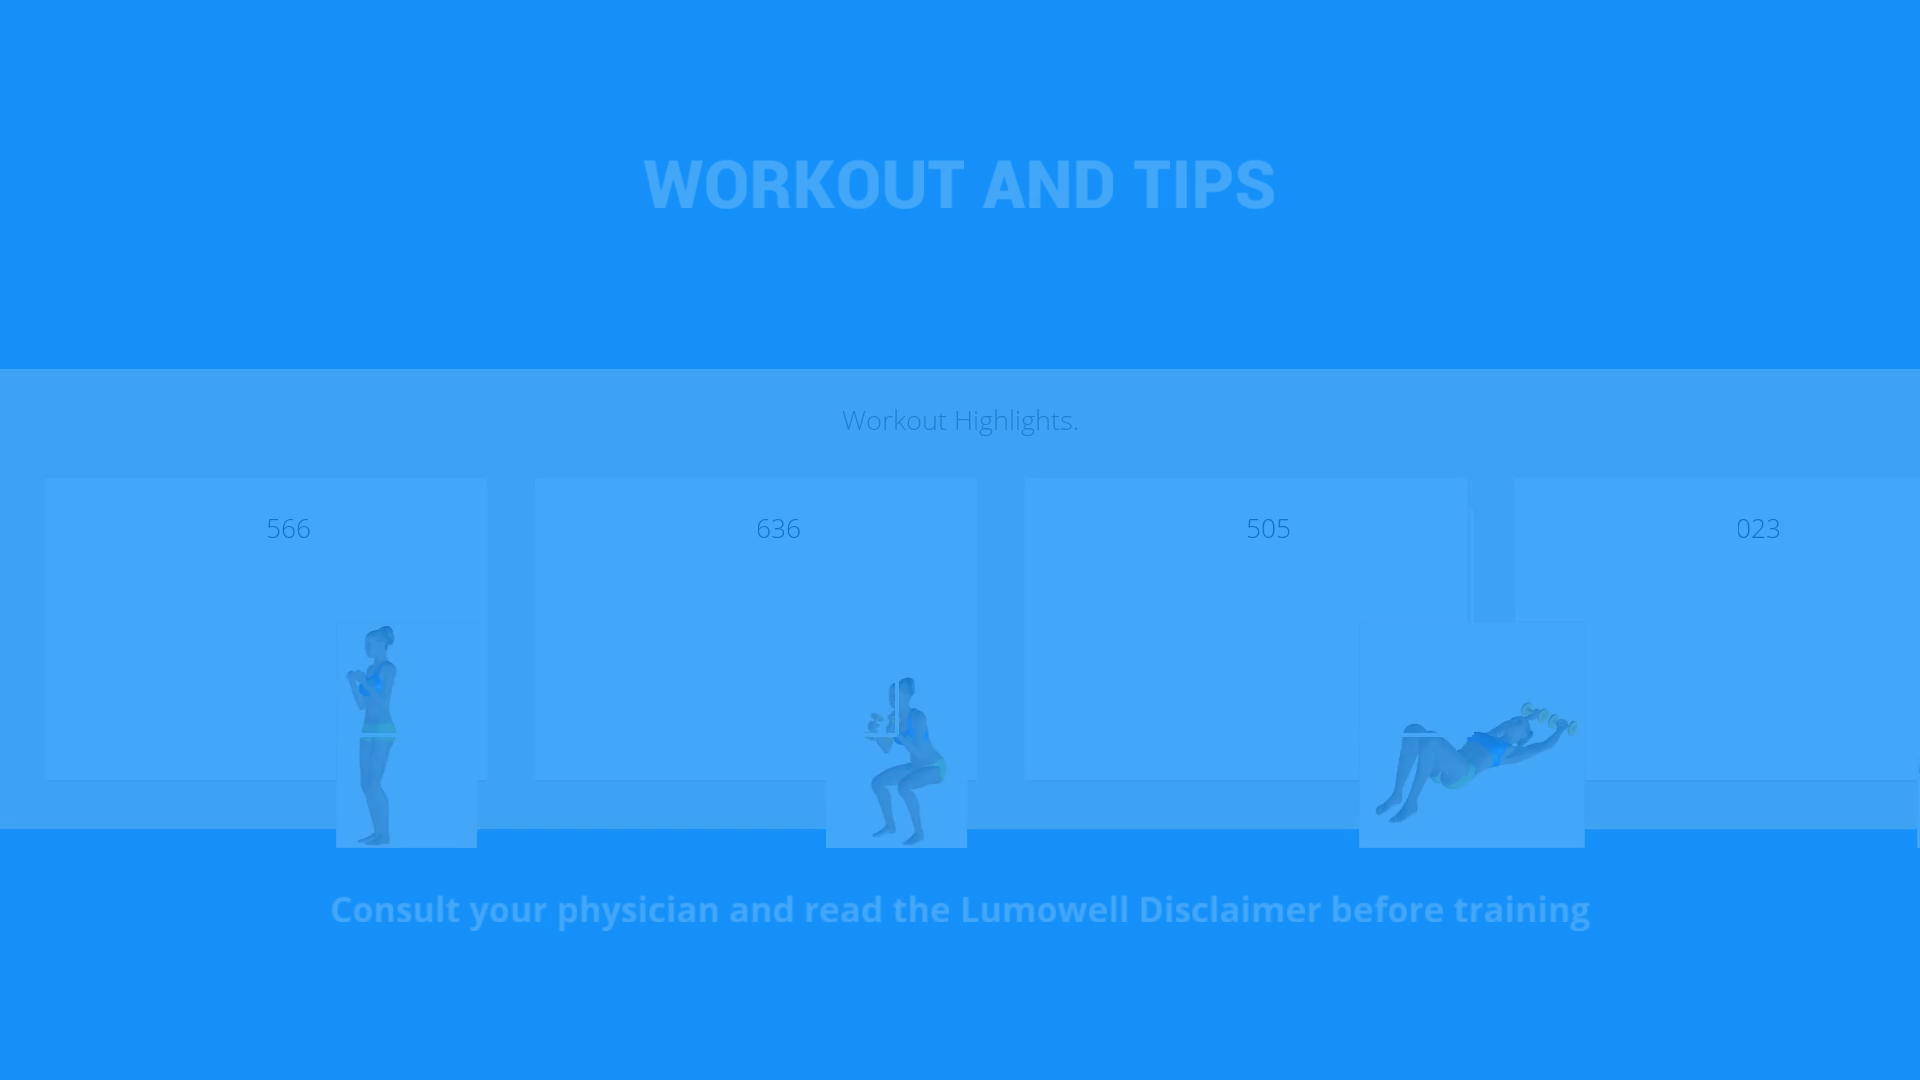 WORKOUT AND TIPS
Workout Highlights.
566
636
505
023
Consult your physician and read the Lumowell Disclaimer before training